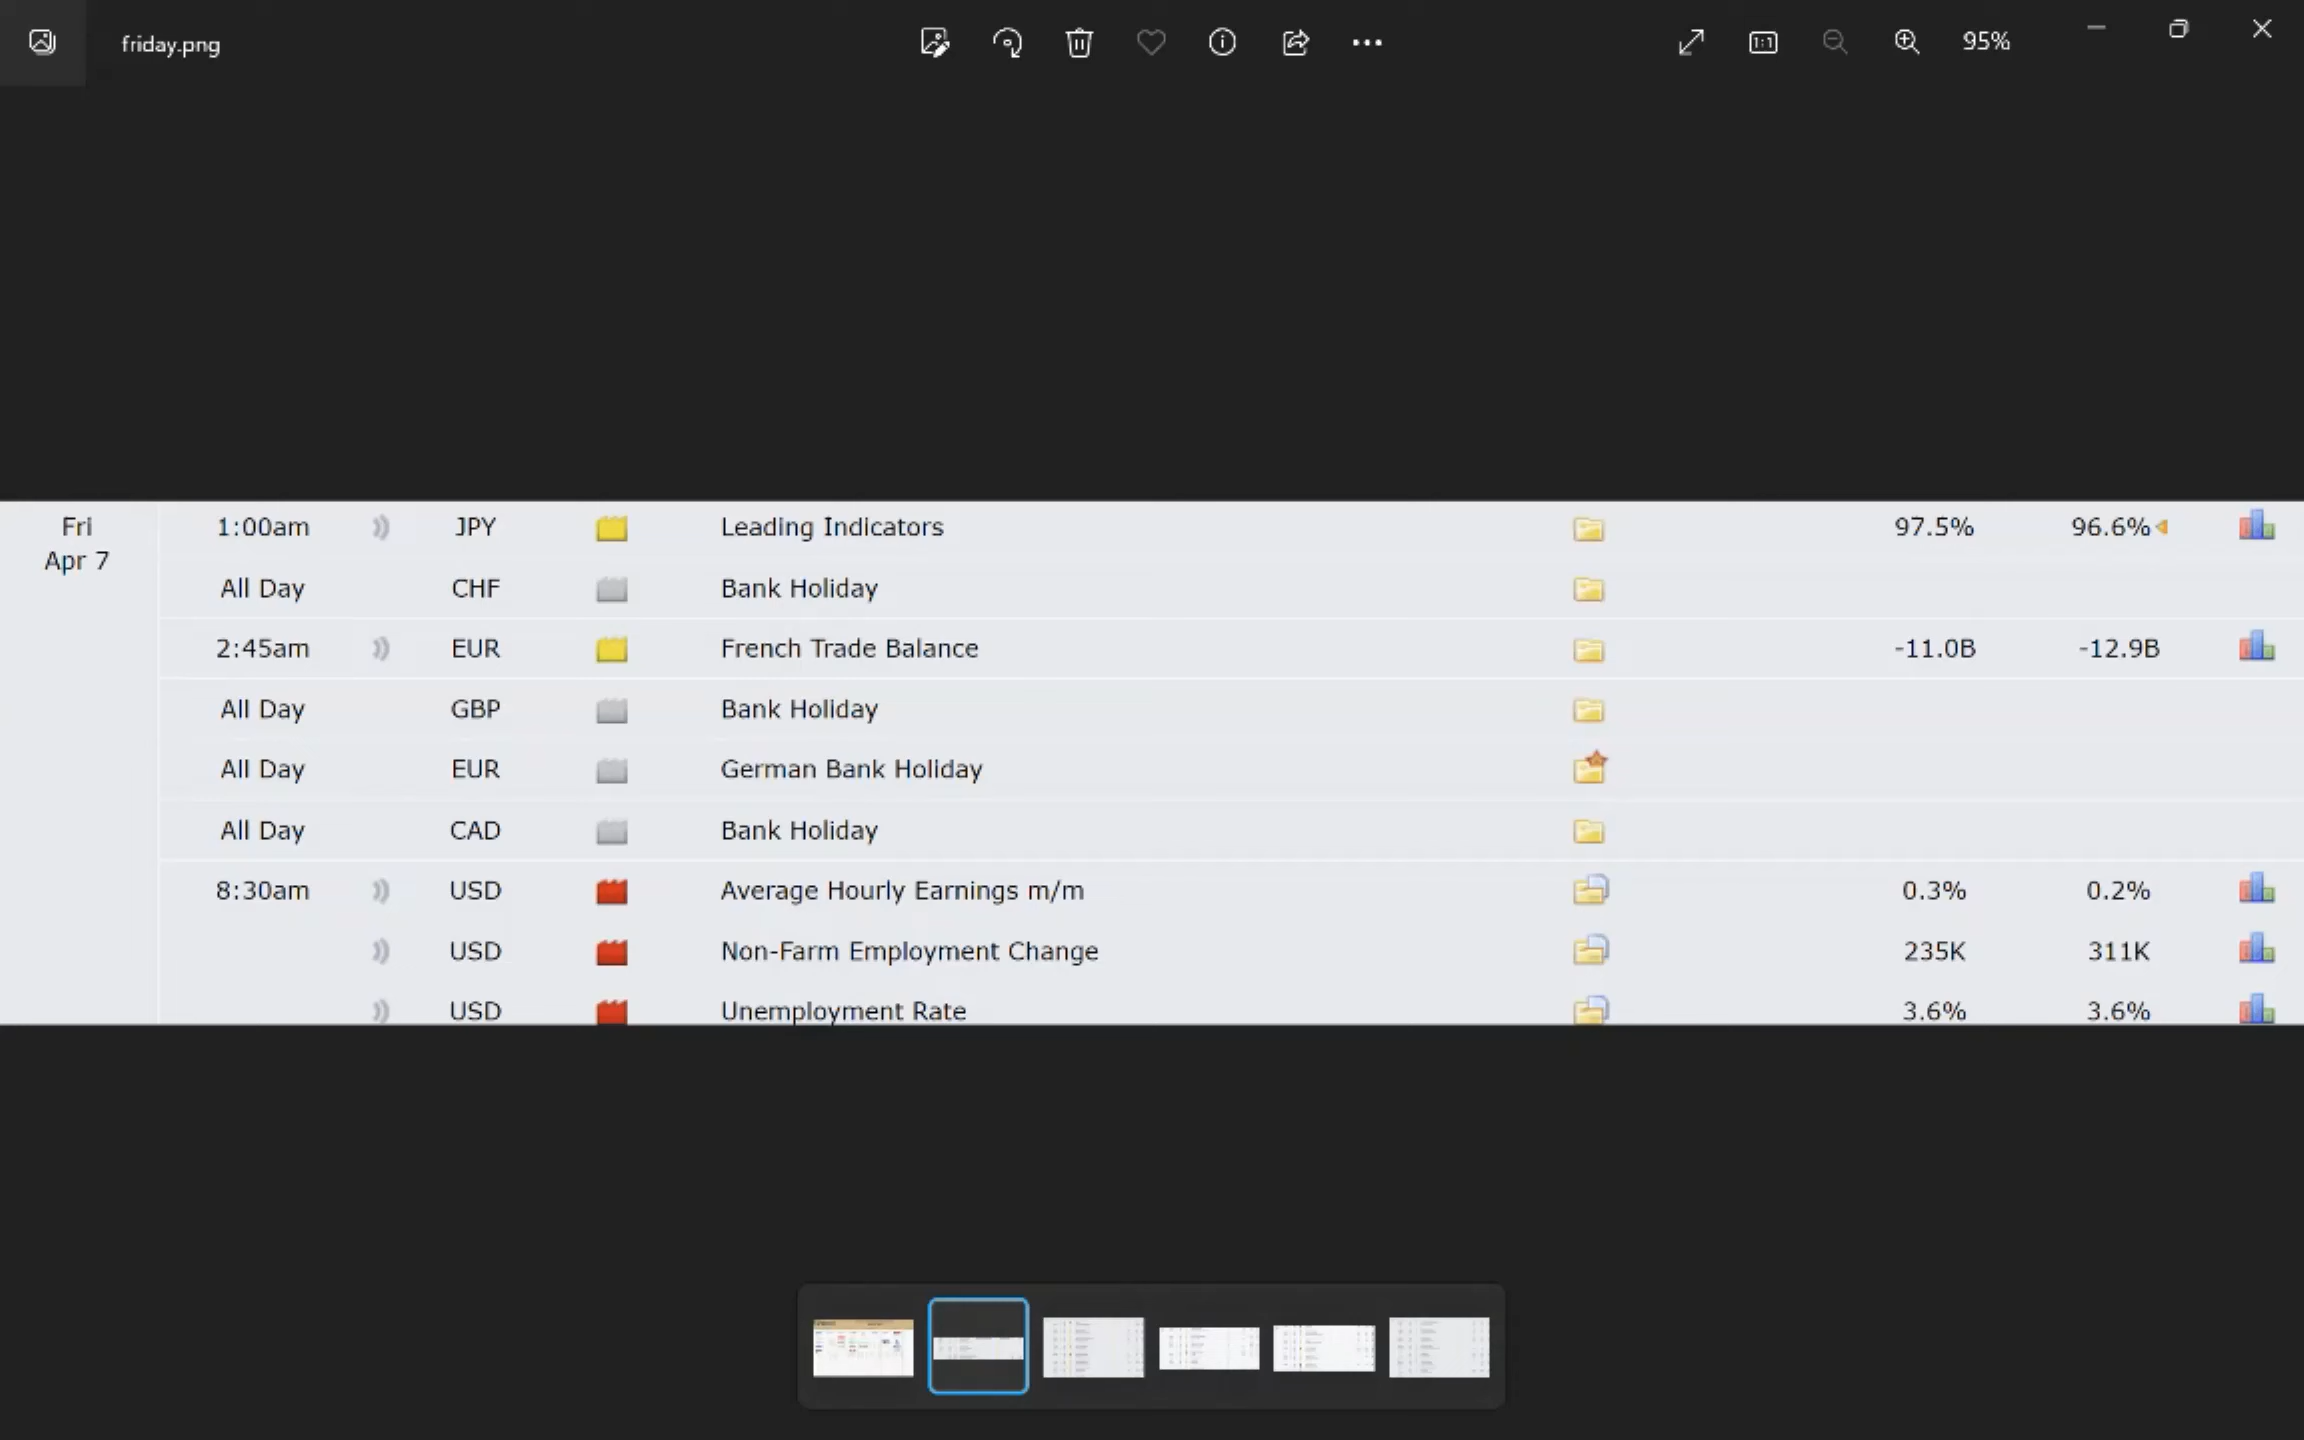 friday.png
95%
Fri
Apr 7
1:00am JPY Leading Indicators 97.5% 96.6%
All Day CHF Bank Holiday
2:45am EUR French Trade Balance -11.0B -12.9B
All Day GBP Bank Holiday
All Day EUR German Bank Holiday
All Day CAD Bank Holiday
8:30am USD Average Hourly Earnings m/m 0.3% 0.2%
USD Non-Farm Employment Change 235K 311K
USD Unemployment Rate 3.6% 3.6%